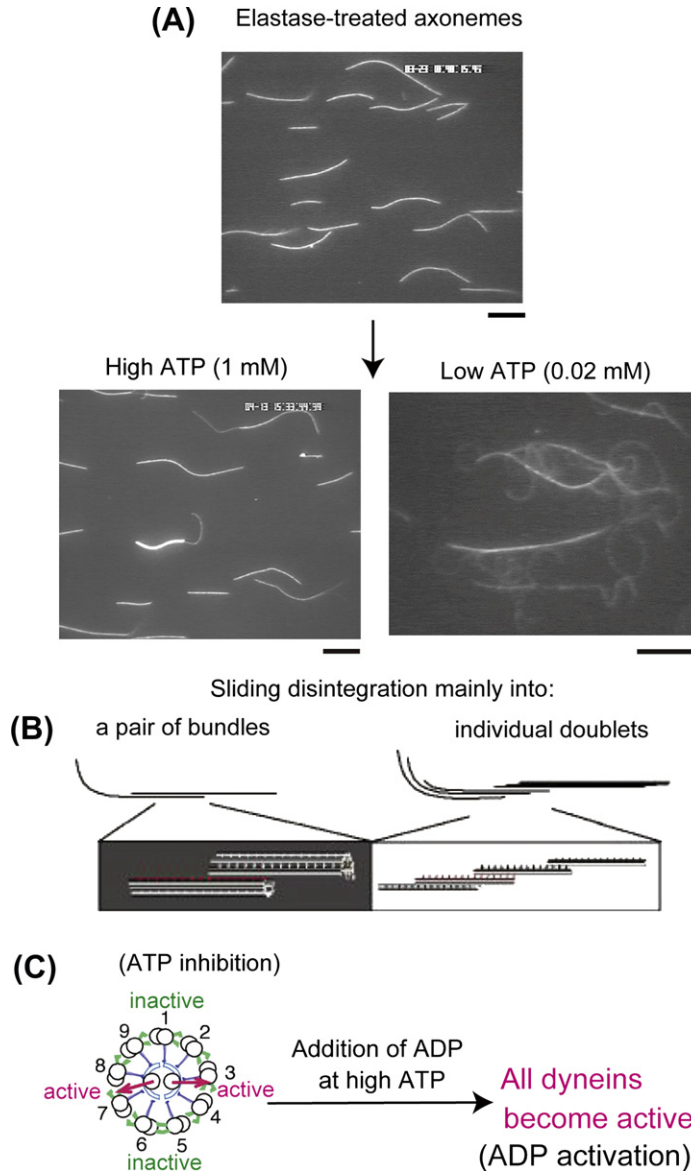 (A) Elastase-treated axonemes
High ATP (1 mM)
Low ATP (0.02 mM)
Sliding disintegration mainly into:
(B)
a pair of bundles
individual doublets
(C)
(ATP inhibition)
inactive
1
9
2
8
3
active
active
7
4
6
5
inactive
Addition of ADP
at high ATP
All dyneins
become active
(ADP activation)